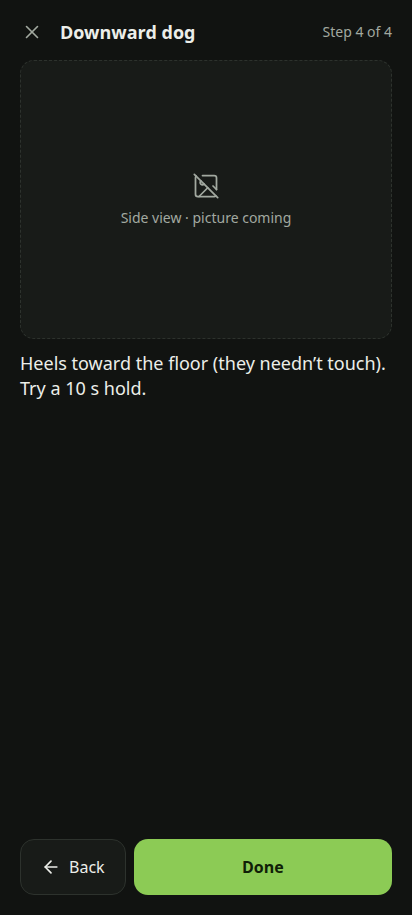 Downward dog
Step 4 of 4
Side view · picture coming
Heels toward the floor (they needn’t touch).
Try a 10 s hold.
Back
Done